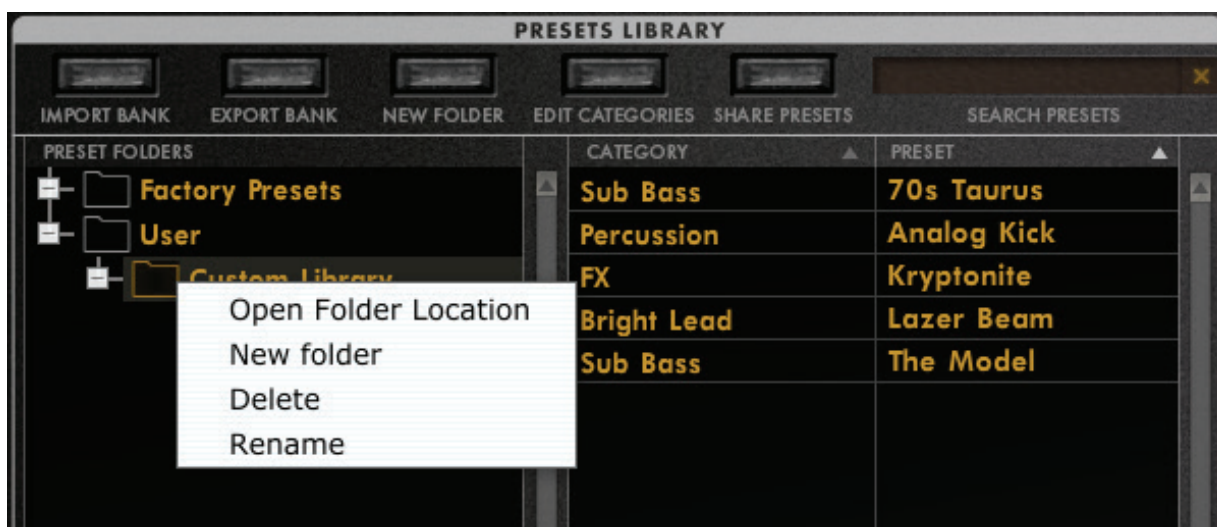 PRESETS LIBRARY
IMPORT BANK EXPORT BANK NEW FOLDER EDIT CATEGORIES SHARE PRESETS SEARCH PRESETS
PRESET FOLDERS CATEGORY PRESET
Factory Presets Sub Bass 70s Taurus
User Percussion Analog Kick
Custom Library FX Kryptonite
Open Folder Location Bright Lead Lazer Beam
New folder Sub Bass The Model
Delete
Rename